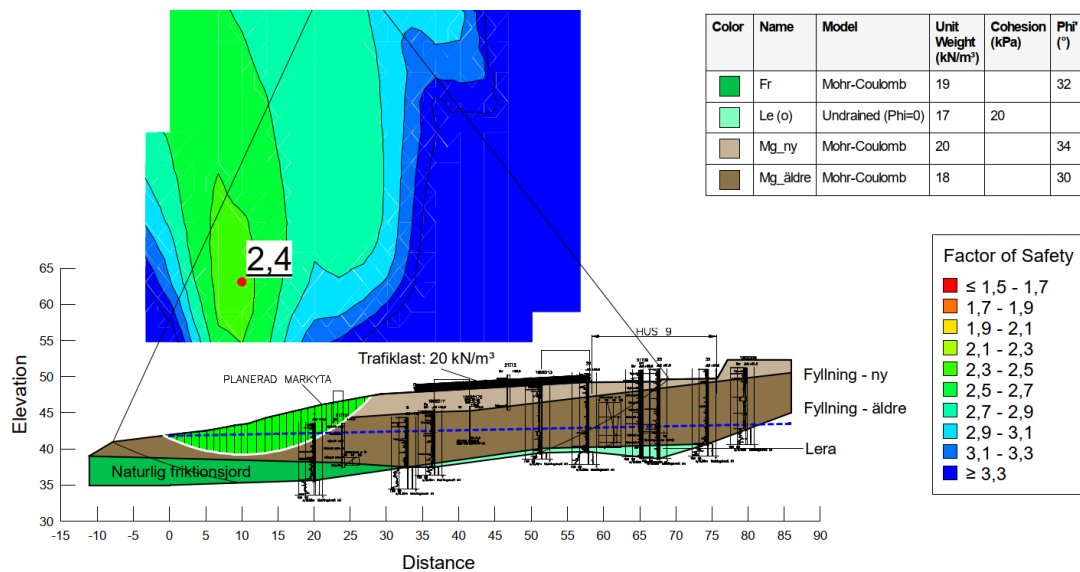 Color Name Model Unit Weight (kN/m³) Cohesion (kPa) Phi' (°)
Fr Mohr-Coulomb 19 32
Le (o) Undrained (Phi=0) 17 20
Mg_ny Mohr-Coulomb 20 34
Mg_äldre Mohr-Coulomb 18 30
2,4
Factor of Safety
≤ 1,5 - 1,7
1,7 - 1,9
1,9 - 2,1
2,1 - 2,3
2,3 - 2,5
2,5 - 2,7
2,7 - 2,9
2,9 - 3,1
3,1 - 3,3
≥ 3,3
Elevation
65
60
55
50
45
40
35
30
HUS 9
Trafiklast: 20 kN/m³
PLANERAD MARKYTA
Fyllning - ny
Fyllning - äldre
Lera
Naturlig friktionsjord
-15 -10 -5 0 5 10 15 20 25 30 35 40 45 50 55 60 65 70 75 80 85 90
Distance